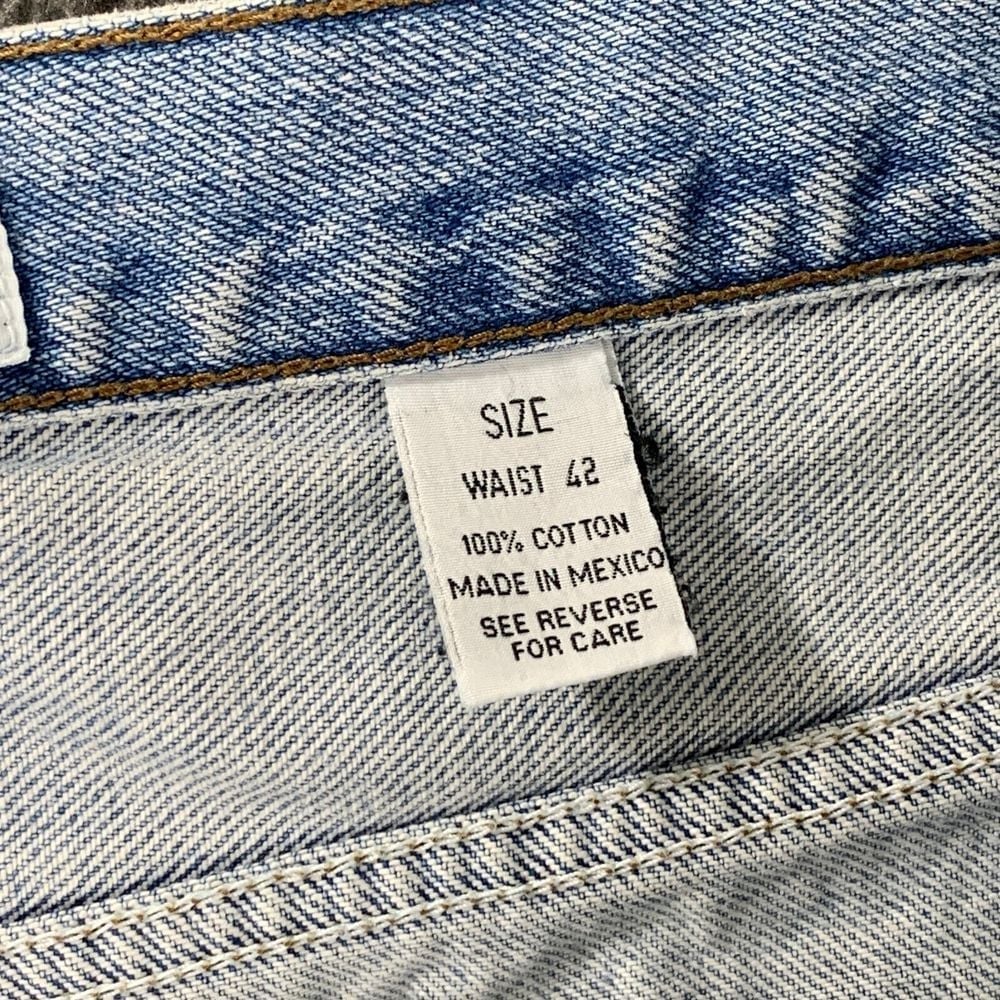 SIZE
WAIST 42
100% COTTON
MADE IN MEXICO
SEE REVERSE
FOR CARE